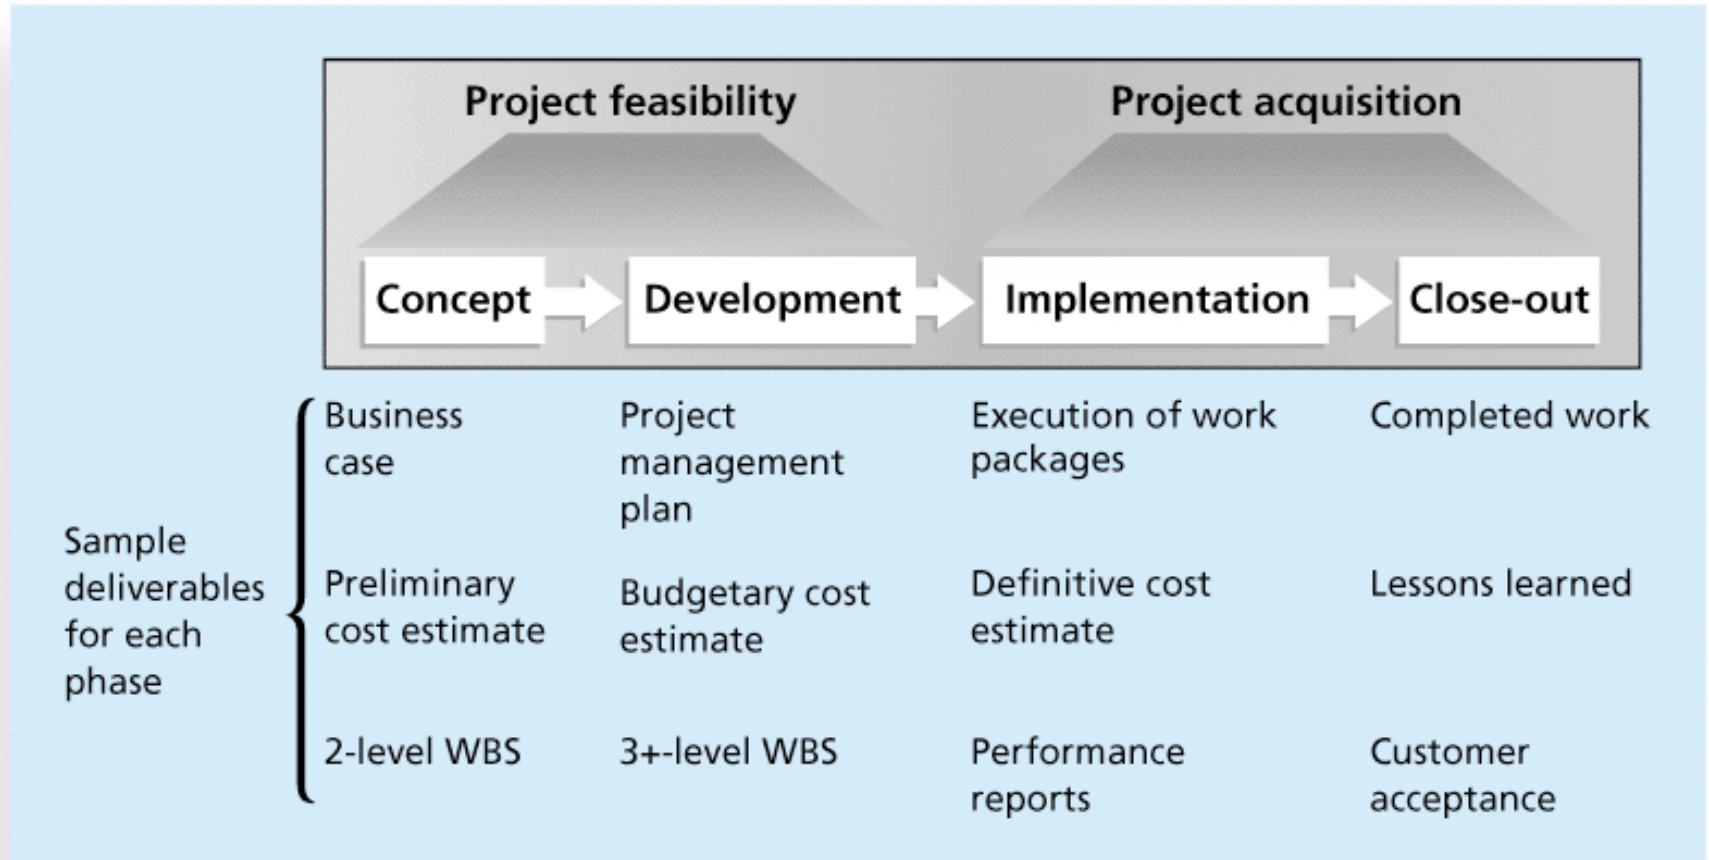 Project feasibility
Project acquisition
Concept
Development
Implementation
Close-out
Sample
deliverables
for each
phase
Business
case
Preliminary
cost estimate
2-level WBS
Project
management
plan
Budgetary cost
estimate
3+-level WBS
Execution of work
packages
Definitive cost
estimate
Performance
reports
Completed work
Lessons learned
Customer
acceptance